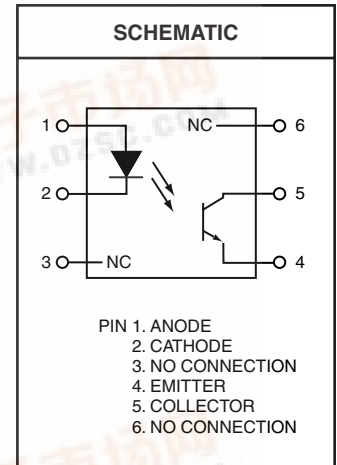 SCHEMATIC
1 NC 6
2 5
3 NC 4
PIN 1. ANODE
2. CATHODE
3. NO CONNECTION
4. EMITTER
5. COLLECTOR
6. NO CONNECTION